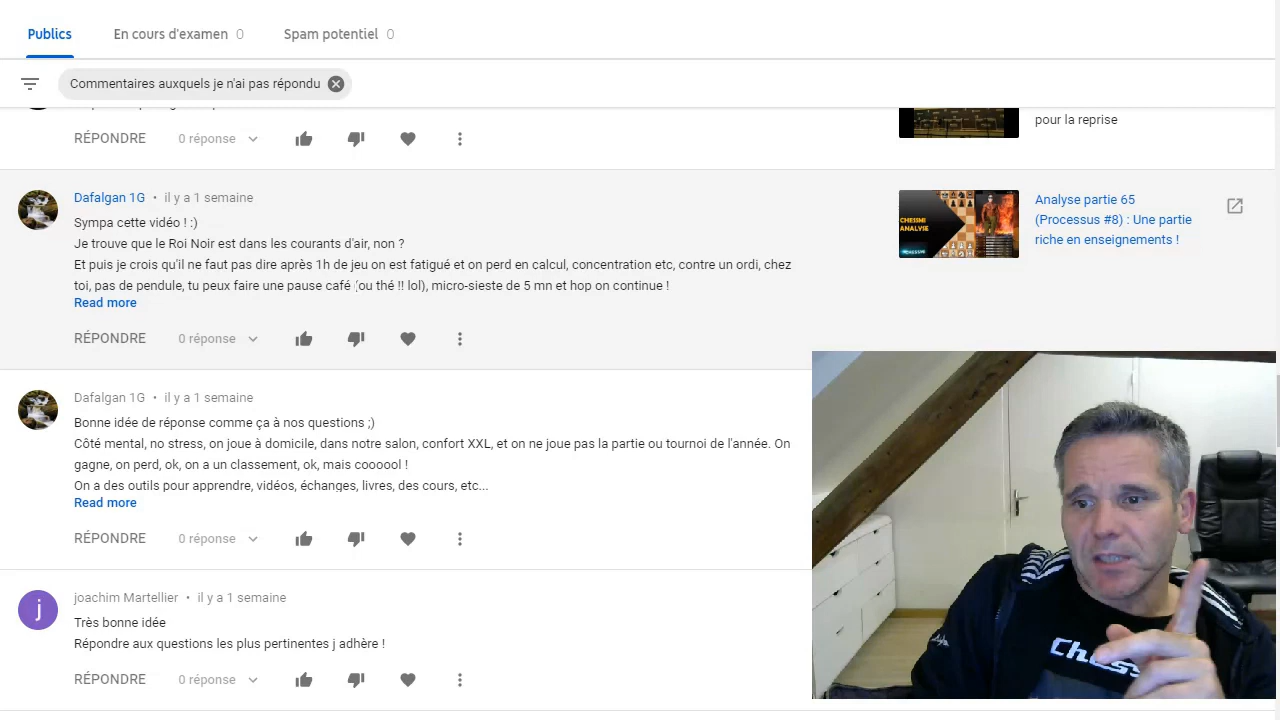 Publics
En cours d'examen 0
Spam potentiel 0
Commentaires auxquels je n'ai pas répondu
RÉPONDRE
0 réponse
pour la reprise
Dafalgan 1G • il y a 1 semaine
Sympa cette vidéo ! :)
Je trouve que le Roi Noir est dans les courants d'air, non ?
Et puis je crois qu'il ne faut pas dire après 1h de jeu on est fatigué et on perd en calcul, concentration etc, contre un ordi, chez
toi, pas de pendule, tu peux faire une pause café (ou thé !! lol), micro-sieste de 5 mn et hop on continue !
Read more
RÉPONDRE
0 réponse
CHESSMI
ANALYSE
Analyse partie 65
(Processus #8) : Une partie
riche en enseignements !
Dafalgan 1G • il y a 1 semaine
Bonne idée de réponse comme ça à nos questions ;)
Côté mental, no stress, on joue à domicile, dans notre salon, confort XXL, et on ne joue pas la partie ou tournoi de l'année. On
gagne, on perd, ok, on a un classement, ok, mais coooool !
On a des outils pour apprendre, vidéos, échanges, livres, des cours, etc...
Read more
RÉPONDRE
0 réponse
j
joachim Martellier • il y a 1 semaine
Très bonne idée
Répondre aux questions les plus pertinentes j adhère !
RÉPONDRE
0 réponse
Chess